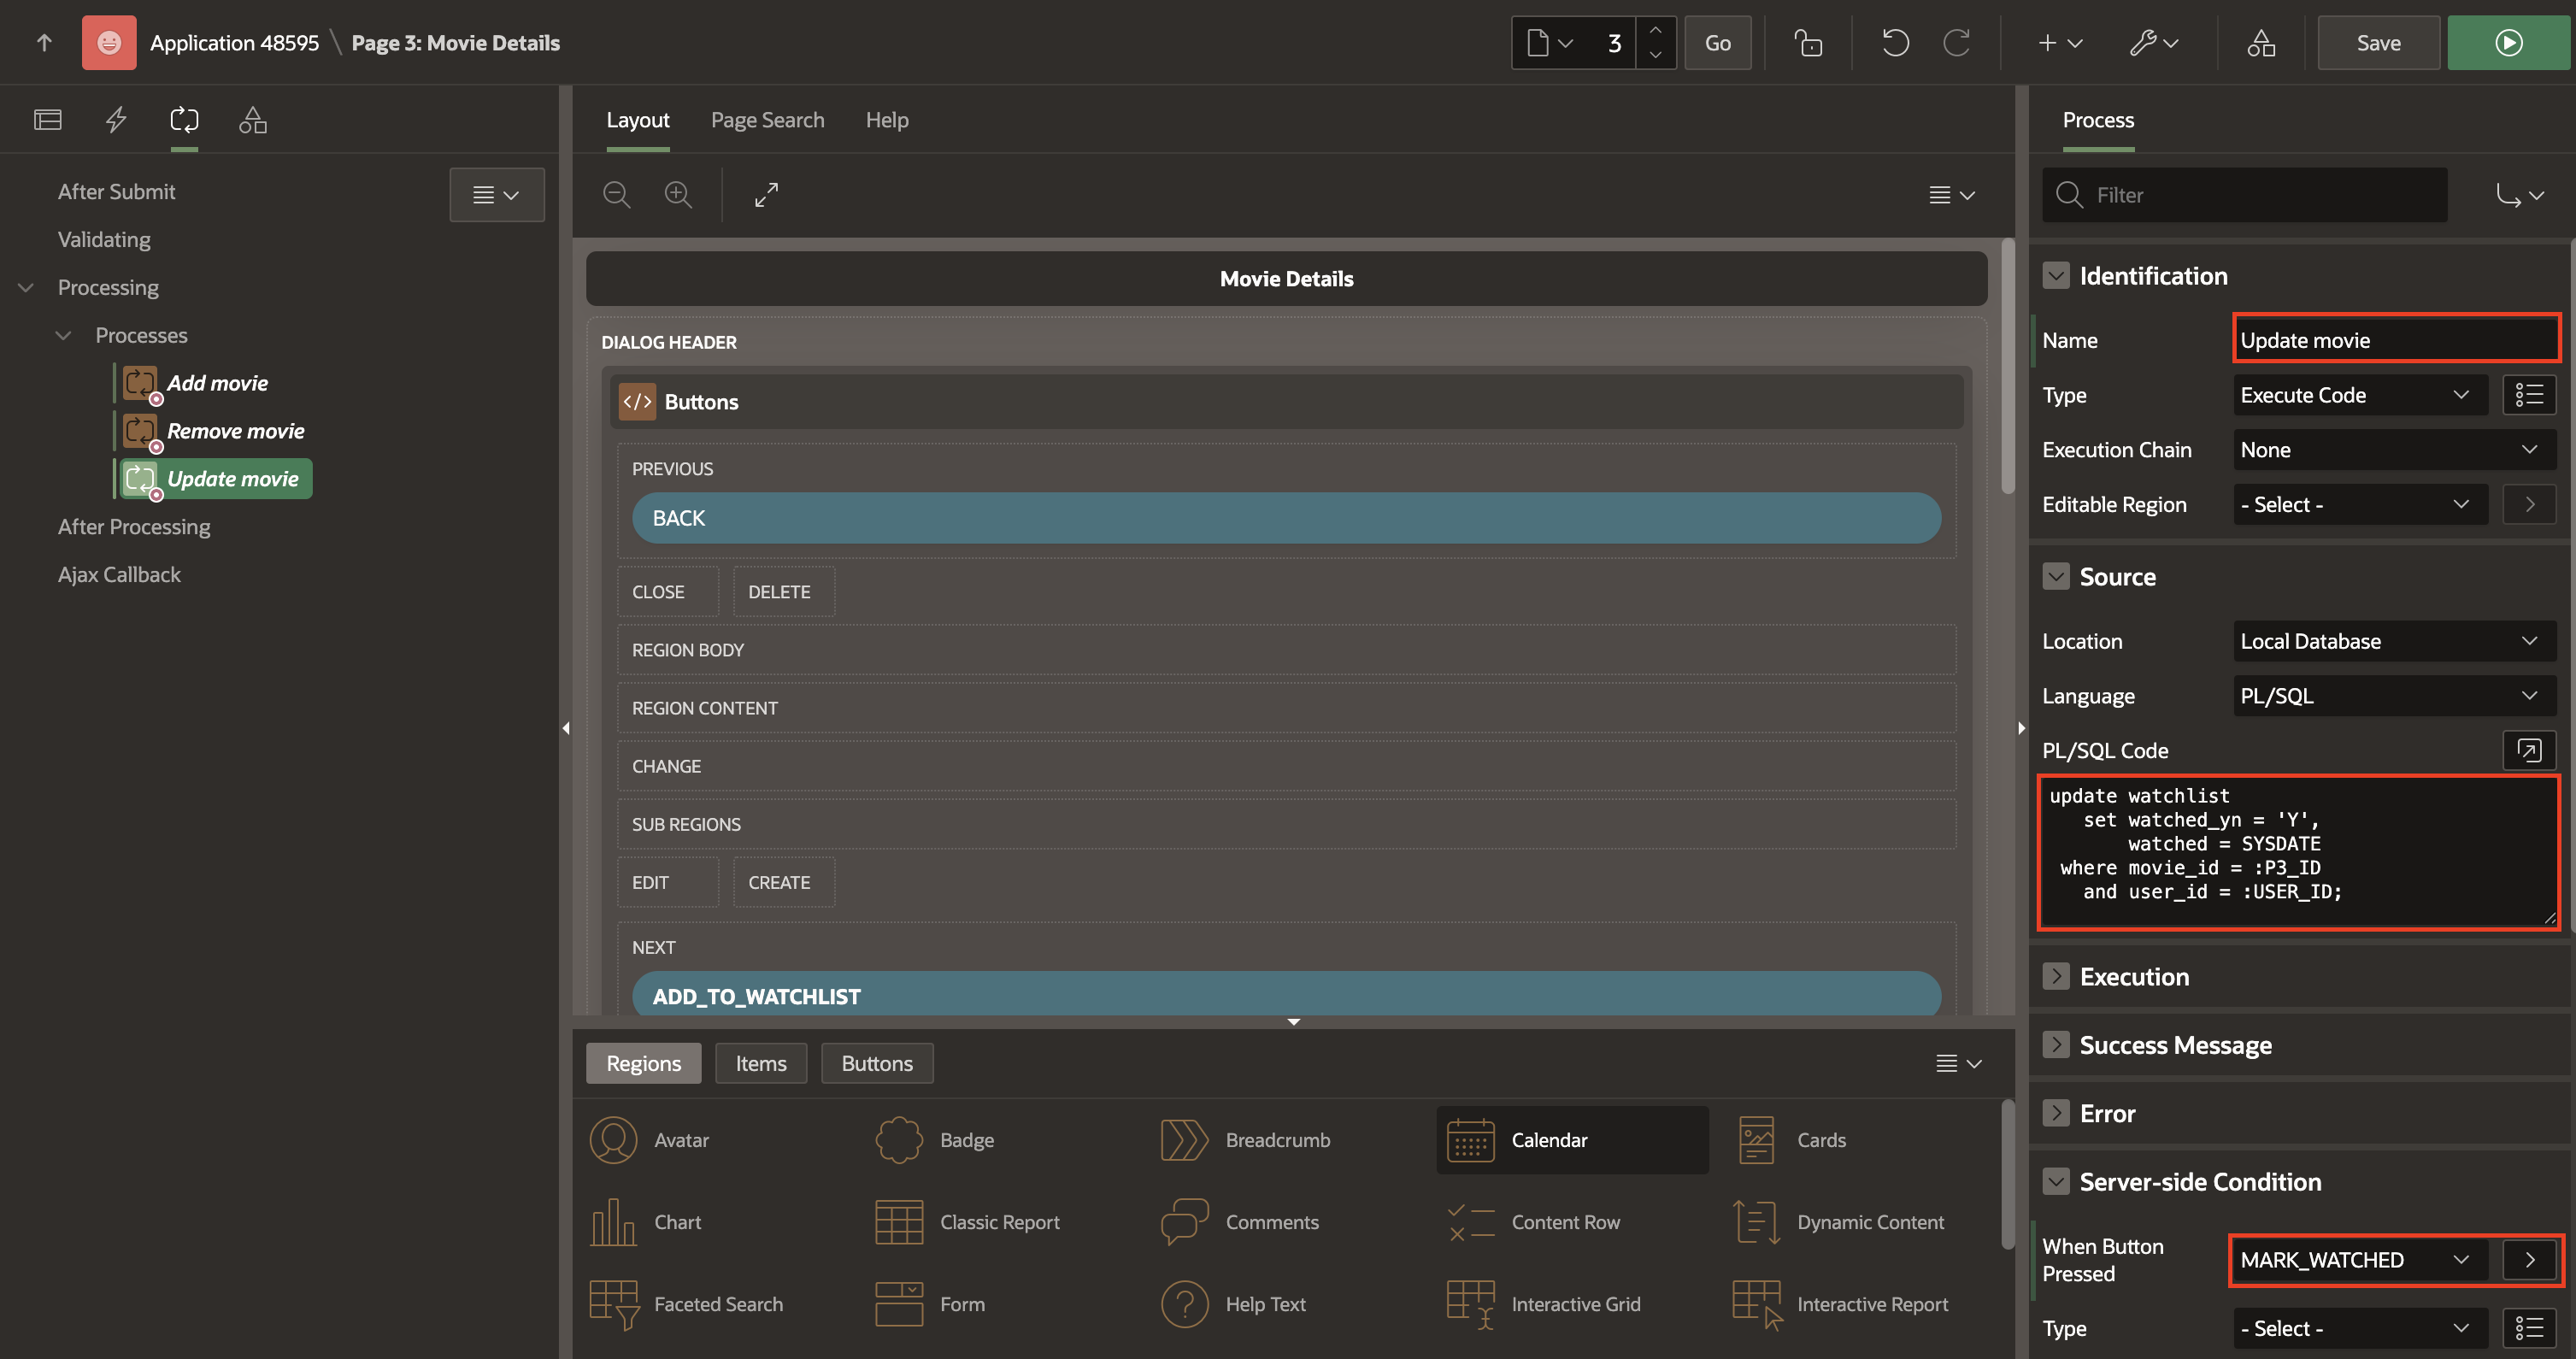 Application 48595 \ Page 3: Movie Details
3
Go
Save
After Submit
Validating
Processing
Processes
Add movie
Remove movie
Update movie
After Processing
Ajax Callback
Layout
Page Search
Help
Movie Details
DIALOG HEADER
</> Buttons
PREVIOUS
BACK
CLOSE
DELETE
REGION BODY
REGION CONTENT
CHANGE
SUB REGIONS
EDIT
CREATE
NEXT
ADD_TO_WATCHLIST
Regions
Items
Buttons
Avatar
Badge
Breadcrumb
Calendar
Cards
Chart
Classic Report
Comments
Content Row
Dynamic Content
Faceted Search
Form
Help Text
Interactive Grid
Interactive Report
Process
Filter
Identification
Name
Update movie
Type
Execute Code
Execution Chain
None
Editable Region
- Select -
Source
Location
Local Database
Language
PL/SQL
PL/SQL Code
update watchlist
set watched_yn = 'Y',
watched = SYSDATE
where movie_id = :P3_ID
and user_id = :USER_ID;
Execution
Success Message
Error
Server-side Condition
When Button
Pressed
MARK_WATCHED
Type
- Select -